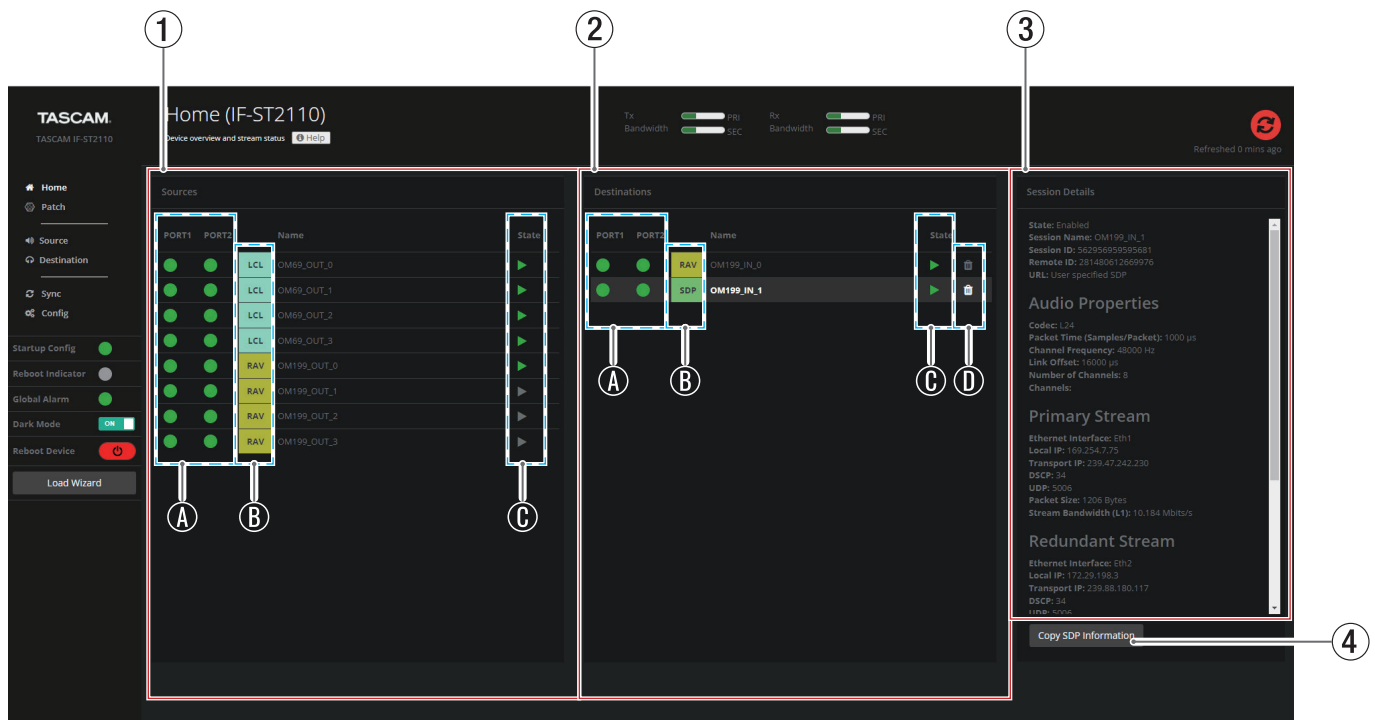 1
2
3
TASCAM.
TASCAM IF-ST2110
Home (IF-ST2110)
Device overview and stream status
Help
Tx
Bandwidth
PRI
SEC
Rx
Bandwidth
PRI
SEC
Refreshed 0 mins ago
Home
Patch
Source
Destination
Sync
Config
Startup Config
Reboot Indicator
Global Alarm
Dark Mode ON
Reboot Device
Load Wizard
Sources
PORT1 PORT2 Name State
LCL OM69_OUT_0
LCL OM69_OUT_1
LCL OM69_OUT_2
LCL OM69_OUT_3
RAV OM199_OUT_0
RAV OM199_OUT_1
RAV OM199_OUT_2
RAV OM199_OUT_3
A B C
Destinations
PORT1 PORT2 Name State
RAV OM199_IN_0
SDP OM199_IN_1
A B C D
Session Details
State: Enabled
Session Name: OM199_IN_1
Session ID: 562956959595681
Remote ID: 281480612669976
URL: User specified SDP
Audio Properties
Codec: L24
Packet Time (Samples/Packet): 1000 µs
Channel Frequency: 48000 Hz
Link Offset: 16000 µs
Number of Channels: 8
Channels:
Primary Stream
Ethernet Interface: Eth1
Local IP: 169.254.7.75
Transport IP: 239.47.242.230
DSCP: 34
UDP: 5006
Packet Size: 1206 Bytes
Stream Bandwidth (L1): 10.184 Mbits/s
Redundant Stream
Ethernet Interface: Eth2
Local IP: 172.29.198.3
Transport IP: 239.88.180.117
DSCP: 34
UDP: 5006
Copy SDP Information
4